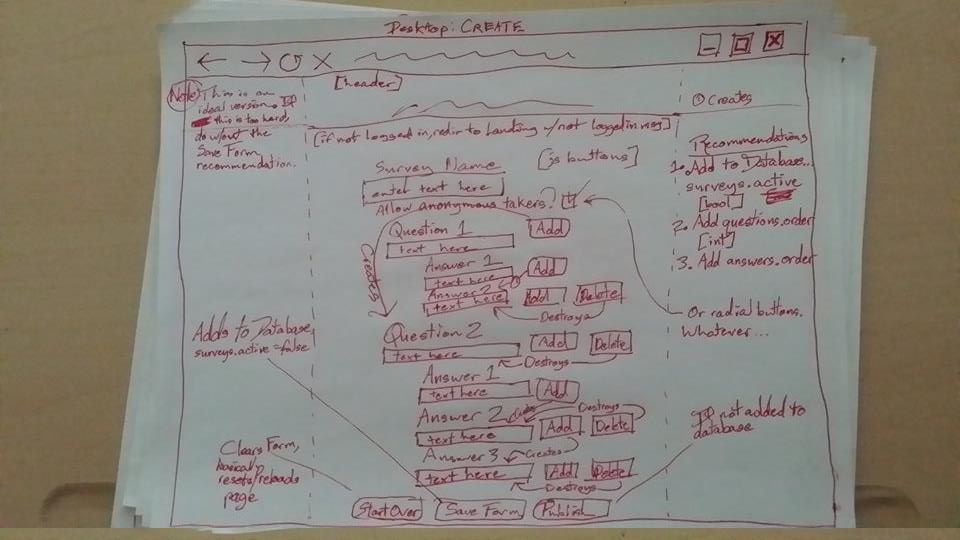 Desktop: CREATE
[header]
Note: This is an
ideal version. If
this is too hard,
do w/out the
Save Form
recommendation.
[if not logged in, redir to Landing w/not logged in msg]
Survey Name
[js buttons]
enter text here
Allow anonymous takers?
Question 1
Add
text here
Creates
Answer 1
Add
text here
Answer 2
text here
Add
Delete
Destroys
Question 2
text here
Add
Delete
Destroys
Answer 1
text here
Add
Answer 2
Destroys
text here
Add
Delete
Answer 3
Creates
text here
Add
Delete
Destroys
Start Over
Save Form
Publish
Adds to Database,
surveys.active = false
Clears Form,
basically
resets/reloads
page
Creates
Recommendations
1. Add to Database...
surveys.active
[bool]
2. Add questions.order
[int]
3. Add answers.order
Or radial buttons.
Whatever...
If not added to
database